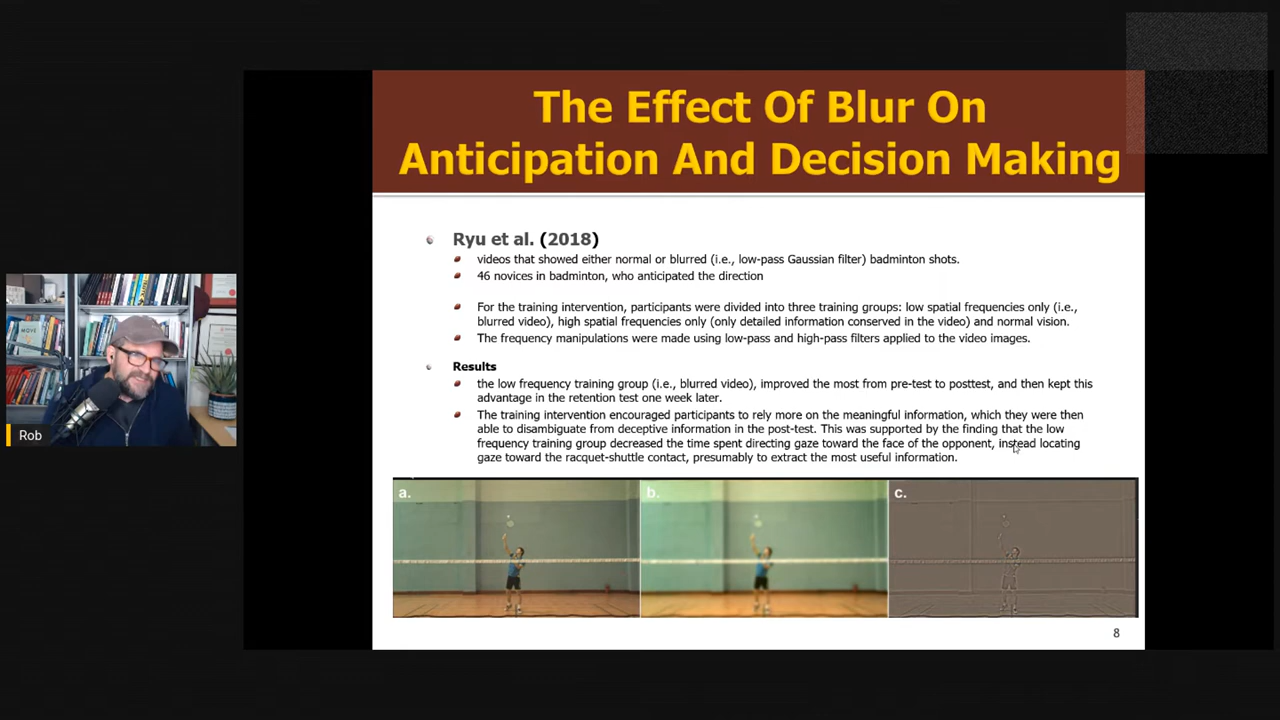 The Effect Of Blur On
Anticipation And Decision Making
Ryu et al. (2018)
videos that showed either normal or blurred (i.e., low-pass Gaussian filter) badminton shots.
46 novices in badminton, who anticipated the direction
For the training intervention, participants were divided into three training groups: low spatial frequencies only (i.e.,
blurred video), high spatial frequencies only (only detailed information conserved in the video) and normal vision.
The frequency manipulations were made using low-pass and high-pass filters applied to the video images.
Results
the low frequency training group (i.e., blurred video), improved the most from pre-test to posttest, and then kept this
advantage in the retention test one week later.
The training intervention encouraged participants to rely more on the meaningful information, which they were then
able to disambiguate from deceptive information in the post-test. This was supported by the finding that the low
frequency training group decreased the time spent directing gaze toward the face of the opponent, instead locating
gaze toward the racquet-shuttle contact, presumably to extract the most useful information.
a.
b.
c.
8
MOVE
Rob